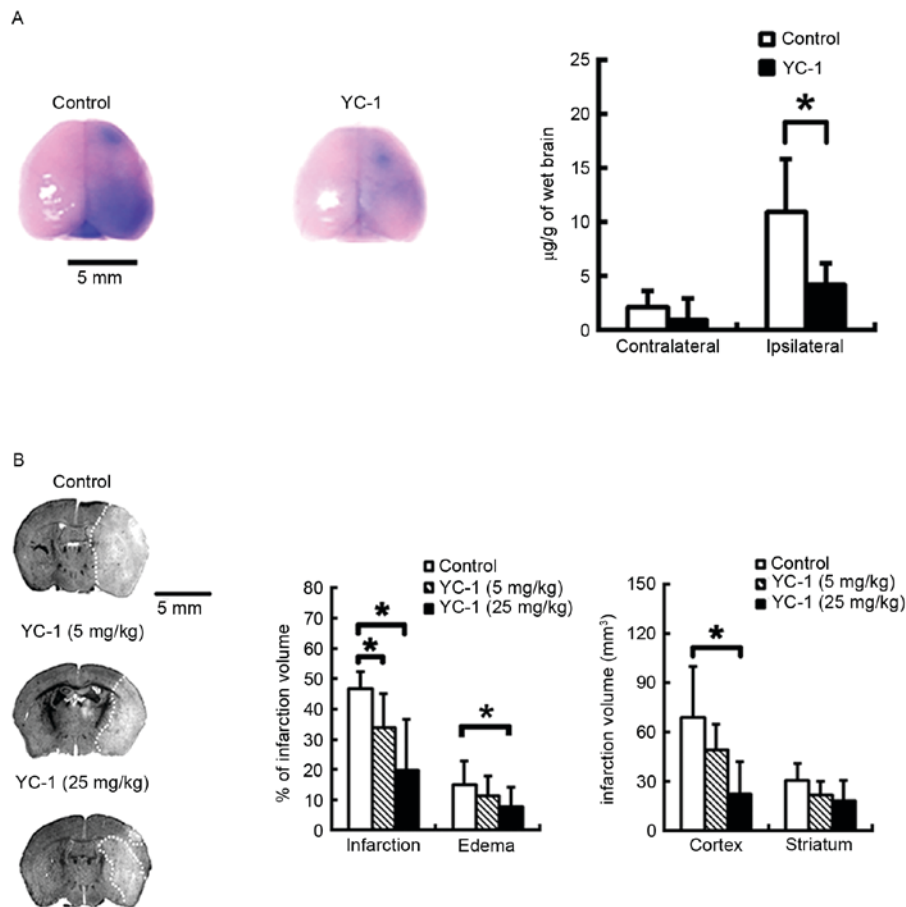 A
Control
YC-1
5 mm
Control
YC-1
25
20
15
10
5
0
µg/g of wet brain
*
Contralateral
Ipsilateral
B
Control
5 mm
YC-1 (5 mg/kg)
YC-1 (25 mg/kg)
Control
YC-1 (5 mg/kg)
YC-1 (25 mg/kg)
80
70
60
50
40
30
20
10
0
% of infarction volume
*
*
*
Infarction
Edema
Control
YC-1 (5 mg/kg)
YC-1 (25 mg/kg)
150
120
90
60
30
0
infarction volume (mm³)
*
Cortex
Striatum